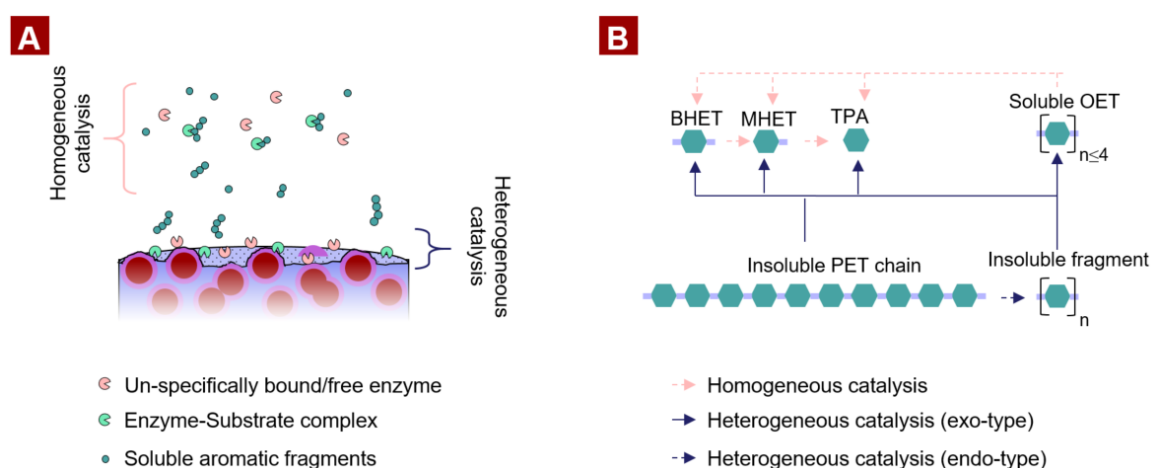 A
Homogeneous
catalysis
Heterogeneous
catalysis
Un-specifically bound/free enzyme
Enzyme-Substrate complex
Soluble aromatic fragments
B
BHET
MHET
TPA
Soluble OET
n≤4
Insoluble PET chain
Insoluble fragment
n
Homogeneous catalysis
Heterogeneous catalysis (exo-type)
Heterogeneous catalysis (endo-type)